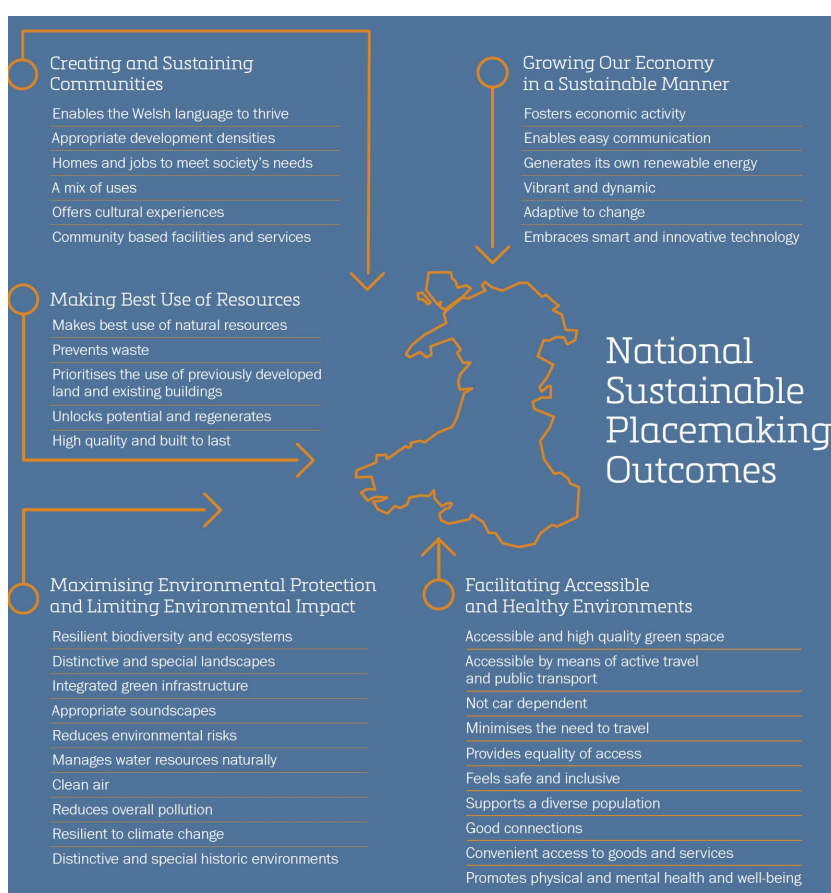 Creating and Sustaining
Communities
Enables the Welsh language to thrive
Appropriate development densities
Homes and jobs to meet society's needs
A mix of uses
Offers cultural experiences
Community based facilities and services
Growing Our Economy
in a Sustainable Manner
Fosters economic activity
Enables easy communication
Generates its own renewable energy
Vibrant and dynamic
Adaptive to change
Embraces smart and innovative technology
Making Best Use of Resources
Makes best use of natural resources
Prevents waste
Prioritises the use of previously developed
land and existing buildings
Unlocks potential and regenerates
High quality and built to last
National
Sustainable
Placemaking
Outcomes
Maximising Environmental Protection
and Limiting Environmental Impact
Resilient biodiversity and ecosystems
Distinctive and special landscapes
Integrated green infrastructure
Appropriate soundscapes
Reduces environmental risks
Manages water resources naturally
Clean air
Reduces overall pollution
Resilient to climate change
Distinctive and special historic environments
Facilitating Accessible
and Healthy Environments
Accessible and high quality green space
Accessible by means of active travel
and public transport
Not car dependent
Minimises the need to travel
Provides equality of access
Feels safe and inclusive
Supports a diverse population
Good connections
Convenient access to goods and services
Promotes physical and mental health and well-being